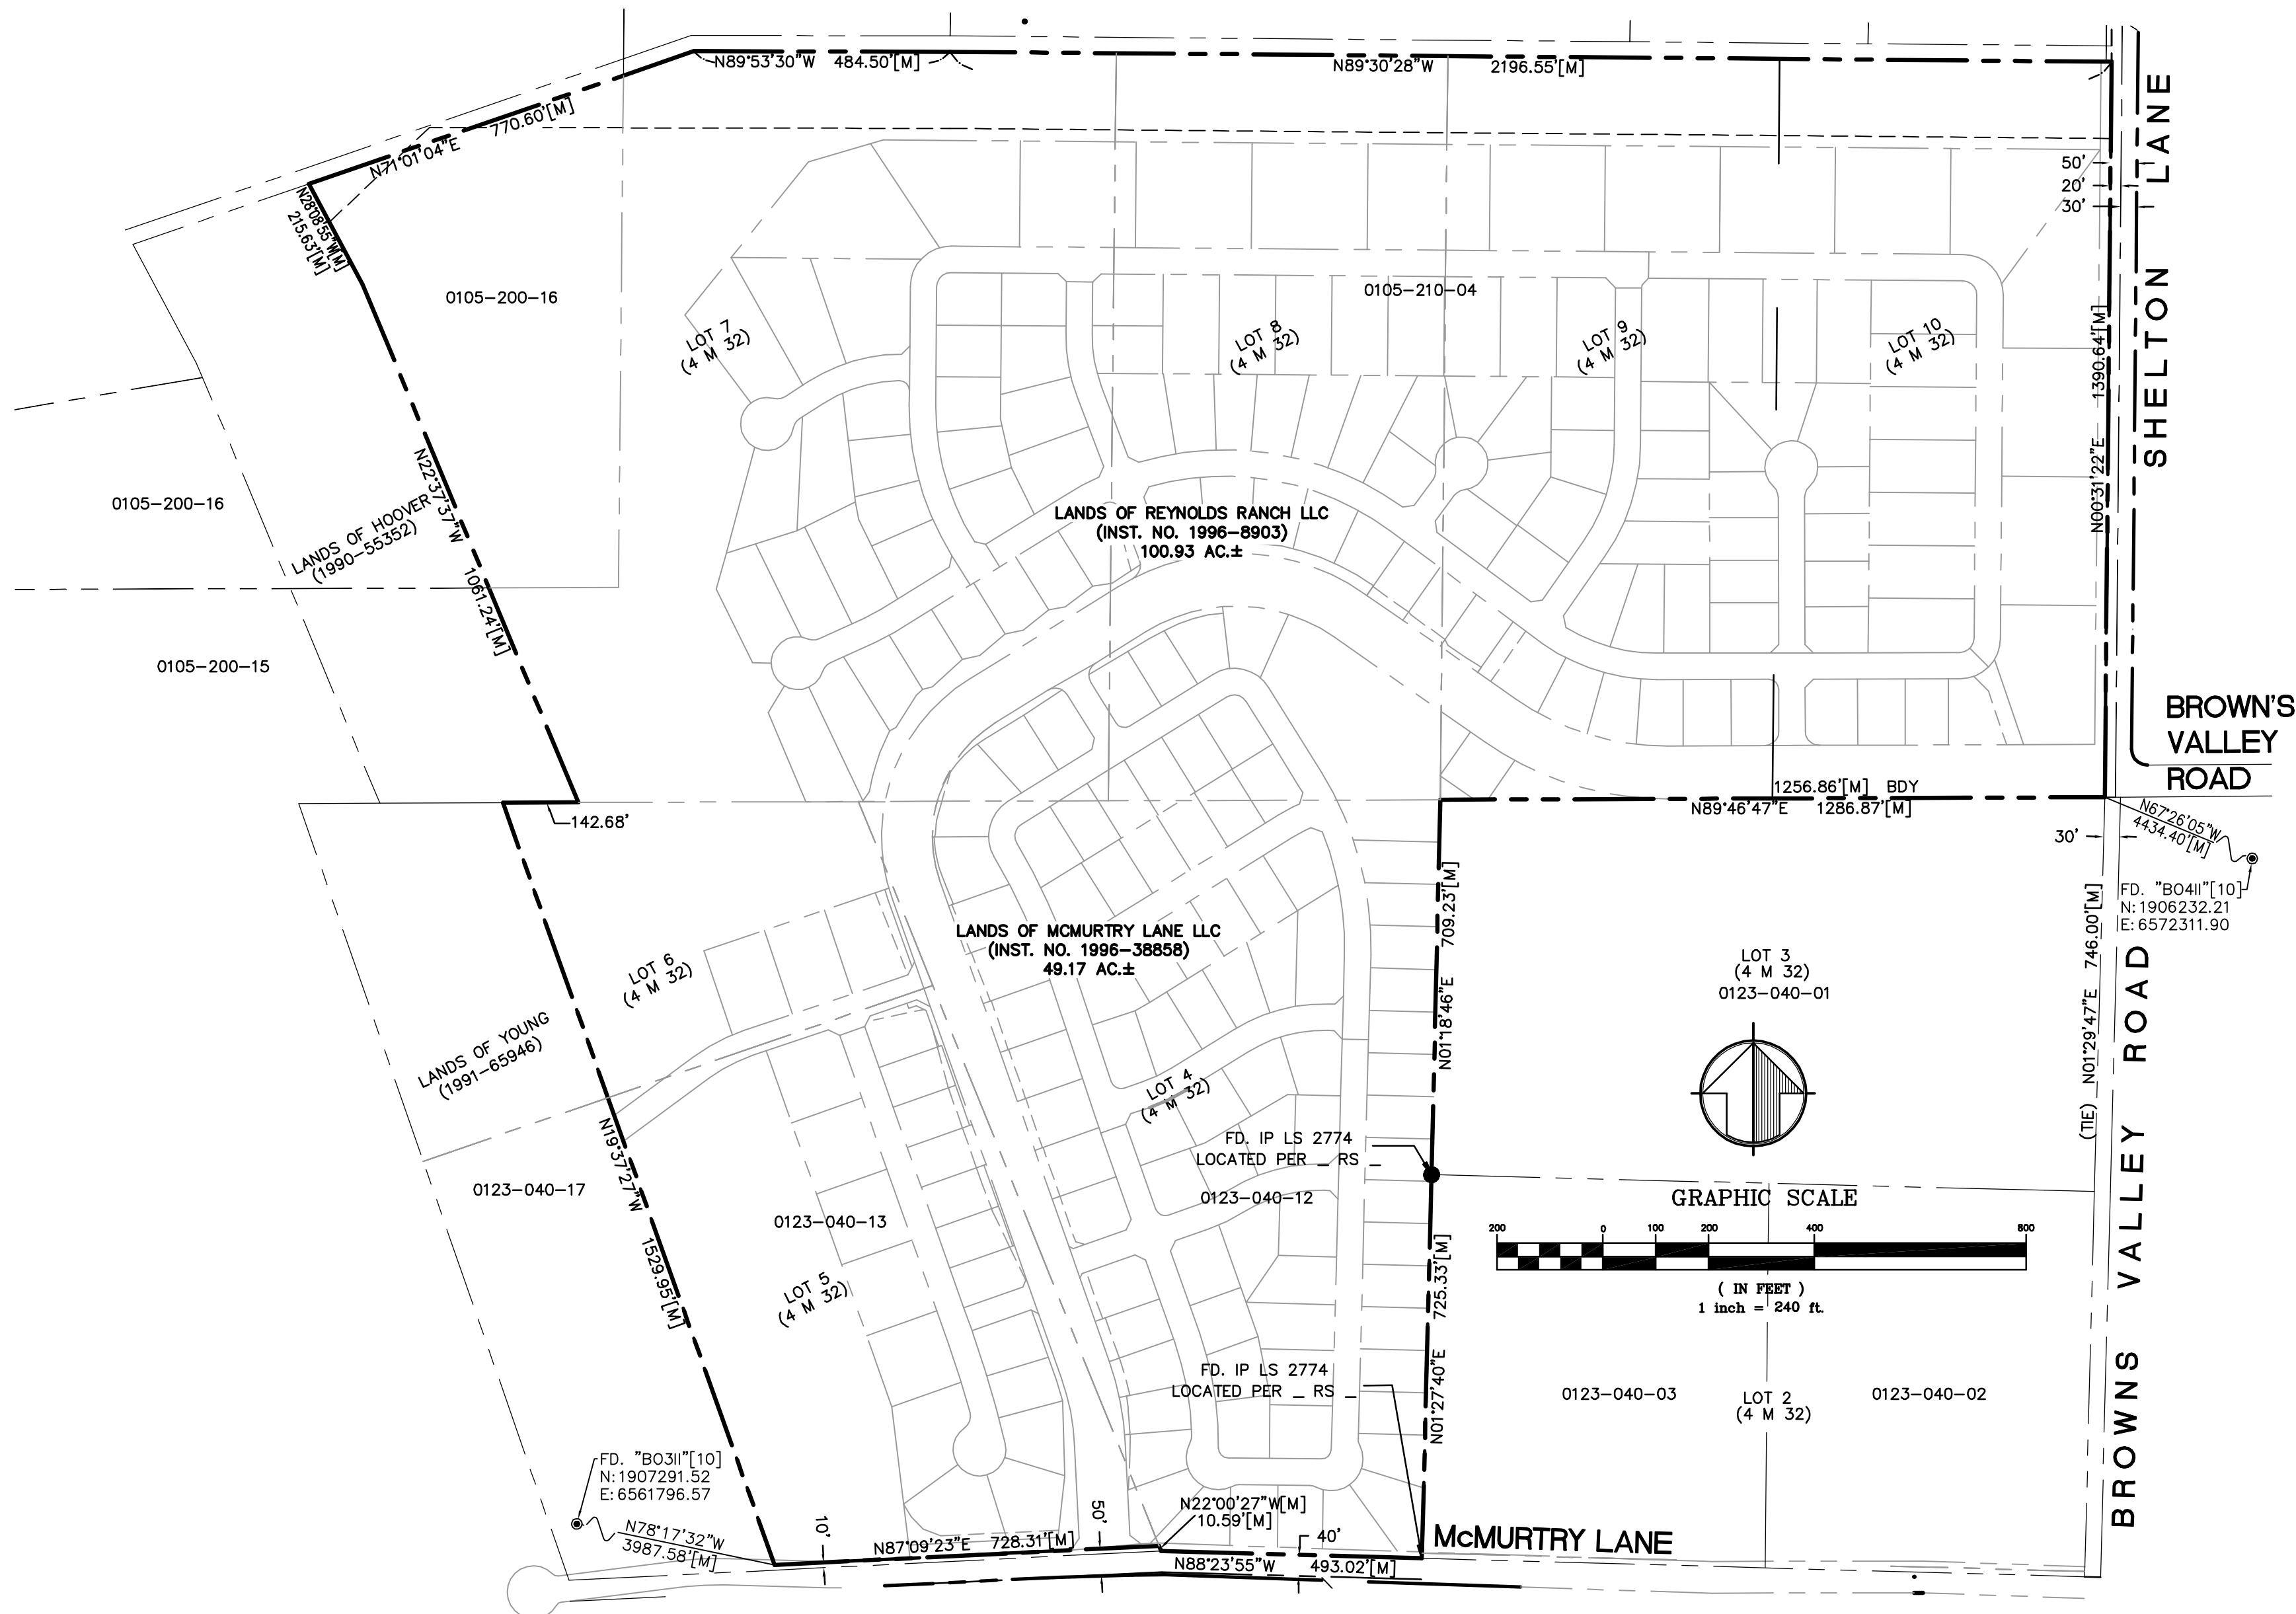 N89°53'30"W 484.50'[M]
N89°30'28"W 2196.55'[M]
N71°01'04"E 770.60'[M]
N28°08'55"W[M]
215.63'[M]
SHELTON LANE
50'
20'
30'
0105-200-16
0105-210-04
LOT 7
(4 M 32)
LOT 8
(4 M 32)
LOT 9
(4 M 32)
LOT 10
(4 M 32)
N00°31'22"E 1390.64'[M]
0105-200-16
LANDS OF HOOVER
(1990-55352)
N22°37'37"W 1061.24'[M]
LANDS OF REYNOLDS RANCH LLC
(INST. NO. 1996-8903)
100.93 AC.±
0105-200-15
BROWN'S
VALLEY
ROAD
1256.86'[M] BDY
N89°46'47"E 1286.87'[M]
142.68'
N67°26'05"W
4434.40'[M]
30'
FD. "BO4II"[10]
N:1906232.21
E:6572311.90
N01°18'46"E 709.23'[M]
LANDS OF MCMURTRY LANE LLC
(INST. NO. 1996-38858)
49.17 AC.±
LOT 6
(4 M 32)
LOT 3
(4 M 32)
0123-040-01
(TIE) N01°29'47"E 746.00'[M]
BROWNS VALLEY ROAD
LANDS OF YOUNG
(1991-65946)
LOT 4
(4 M 32)
FD. IP LS 2774
LOCATED PER _ RS _
N19°37'27"W 1529.95'[M]
0123-040-17
0123-040-13
0123-040-12
GRAPHIC SCALE
200 0 100 200 400 800
( IN FEET )
1 inch = 240 ft.
LOT 5
(4 M 32)
N01°27'40"E 725.33'[M]
FD. IP LS 2774
LOCATED PER _ RS _
0123-040-03
LOT 2
(4 M 32)
0123-040-02
FD. "BO3II"[10]
N:1907291.52
E:6561796.57
N78°17'32"W
3987.58'[M]
10'
N87°09'23"E 728.31'[M]
50'
N22°00'27"W[M]
10.59'[M]
40'
N88°23'55"W 493.02'[M]
McMURTRY LANE